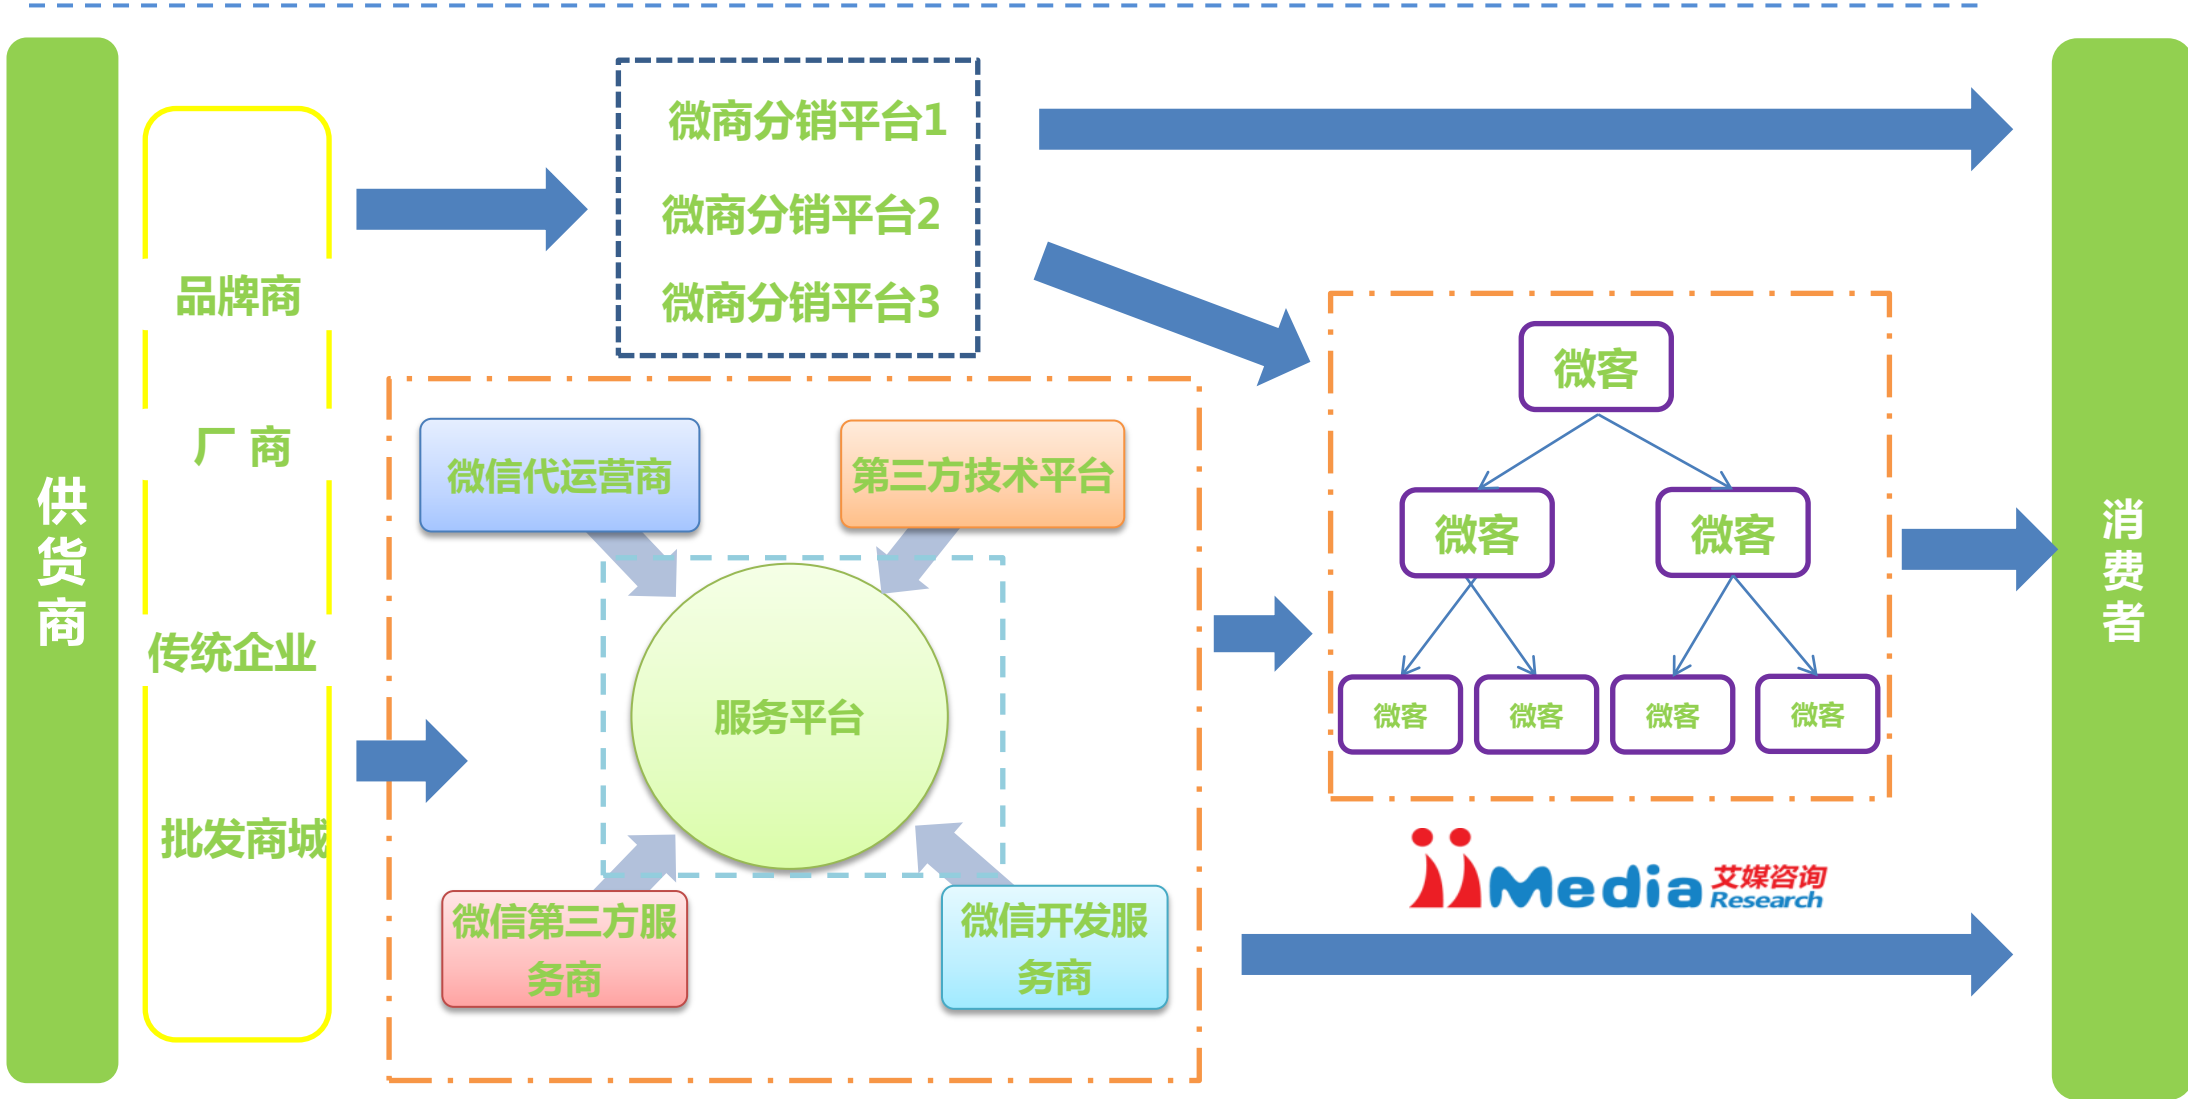 供
货
商
品牌商
厂 商
传统企业
批发商城
微商分销平台1
微商分销平台2
微商分销平台3
微信代运营商
第三方技术平台
服务平台
微信第三方服
务商
微信开发服
务商
微客
微客
微客
微客
微客
微客
微客
iiMedia 艾媒咨询
Research
消
费
者